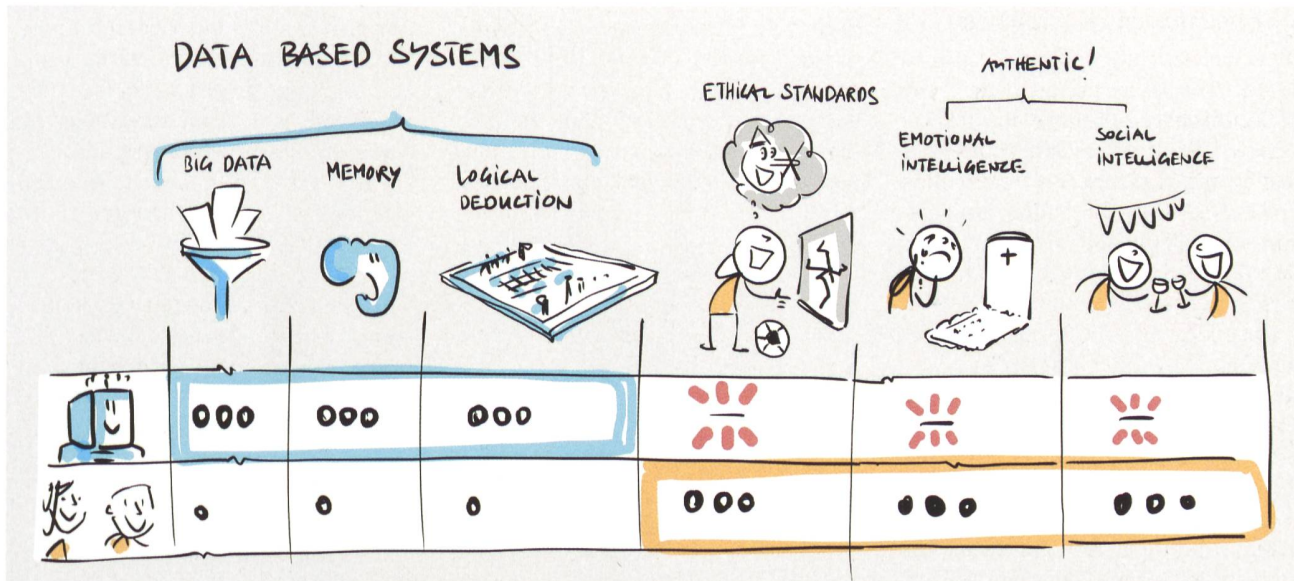 DATA BASED SYSTEMS
AUTHENTIC!
ETHICAL STANDARDS
BIG DATA
MEMORY
LOGICAL
DEDUCTION
EMOTIONAL
INTELLIGENZE
SOCIAL
INTELLIGENCE